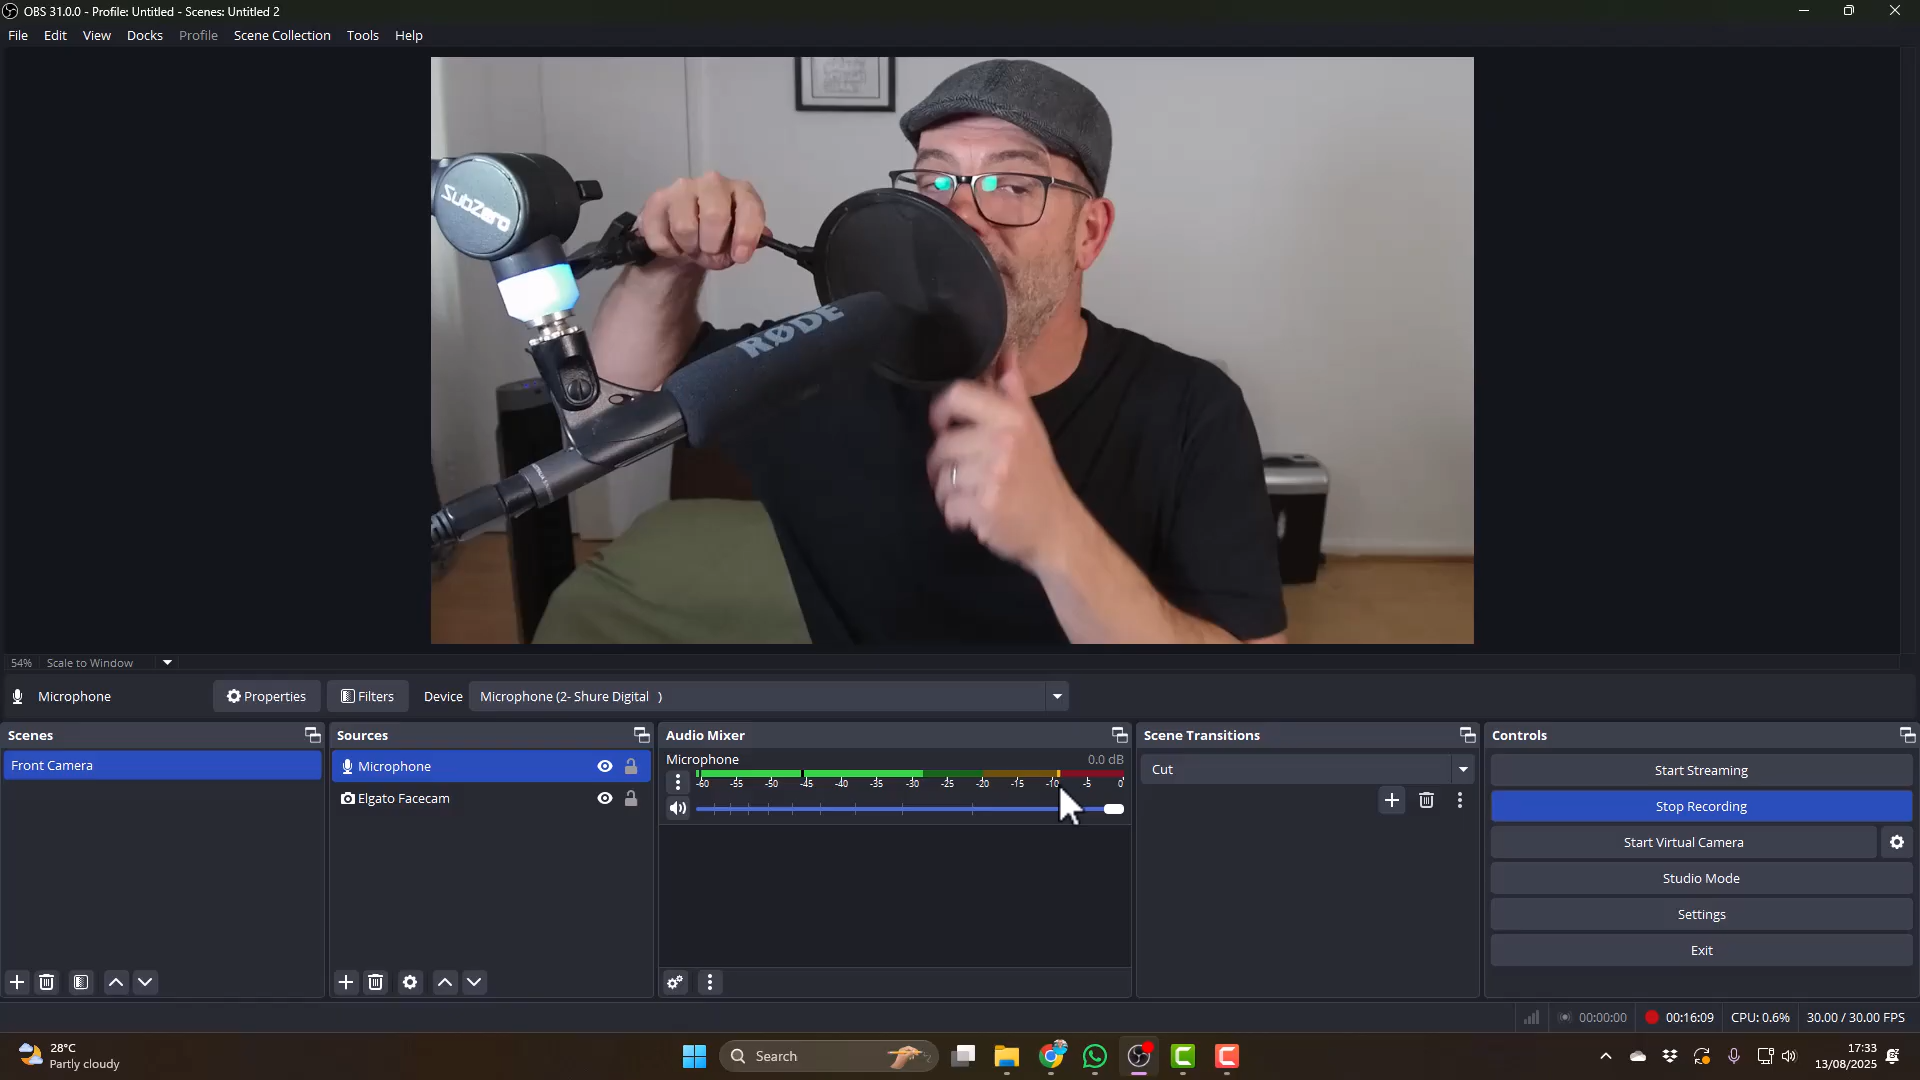 OBS 31.0.0 - Profile: Untitled - Scenes: Untitled 2
File Edit View Docks Profile Scene Collection Tools Help
SubZero
RØDE
54% Scale to Window
Microphone Properties Filters Device Microphone (2- Shure Digital )
Scenes
Front Camera
Sources
Microphone
Elgato Facecam
Audio Mixer
Microphone 0.0 dB
-60 -55 -50 -45 -40 -35 -30 -25 -20 -15 -10 -5 0
Scene Transitions
Cut
Controls
Start Streaming
Stop Recording
Start Virtual Camera
Studio Mode
Settings
Exit
00:00:00 00:16:09 CPU: 0.6% 30.00 / 30.00 FPS
28°C
Partly cloudy
Search
17:33
13/08/2025